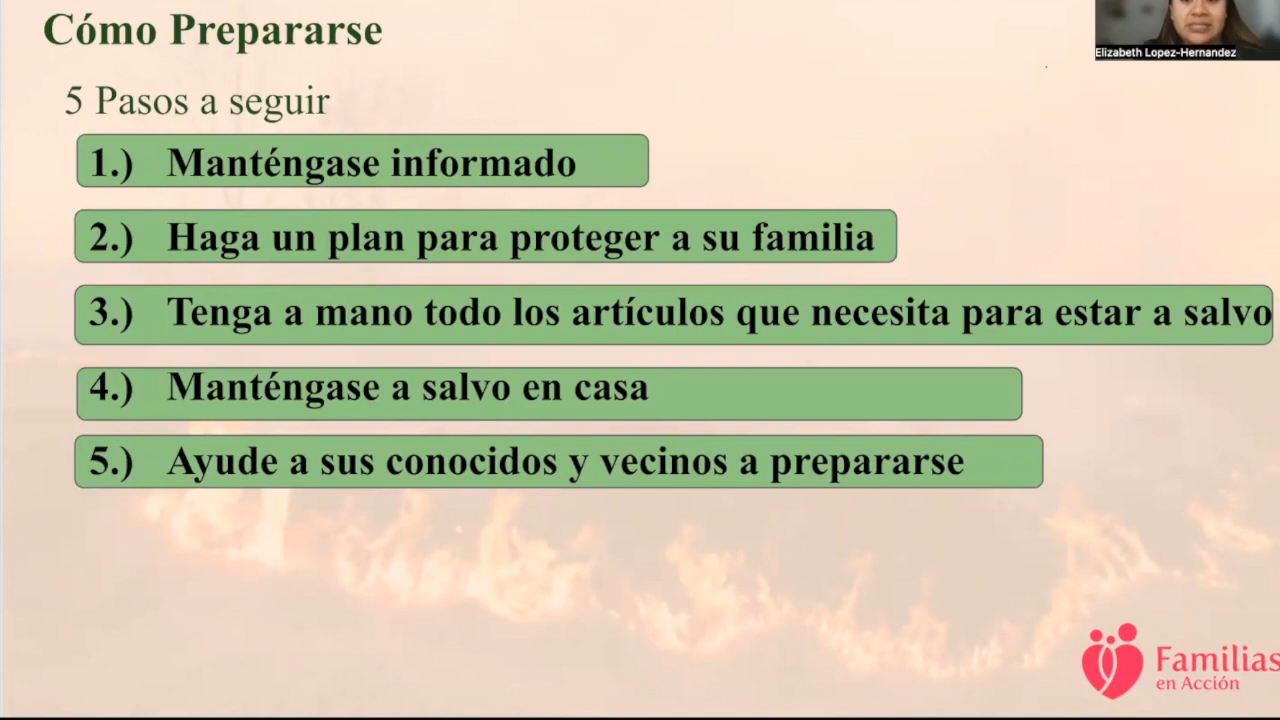 Cómo Prepararse
Elizabeth Lopez-Hernandez
5 Pasos a seguir
1.) Manténgase informado
2.) Haga un plan para proteger a su familia
3.) Tenga a mano todo los artículos que necesita para estar a salvo
4.) Manténgase a salvo en casa
5.) Ayude a sus conocidos y vecinos a prepararse
Familias
en Acción